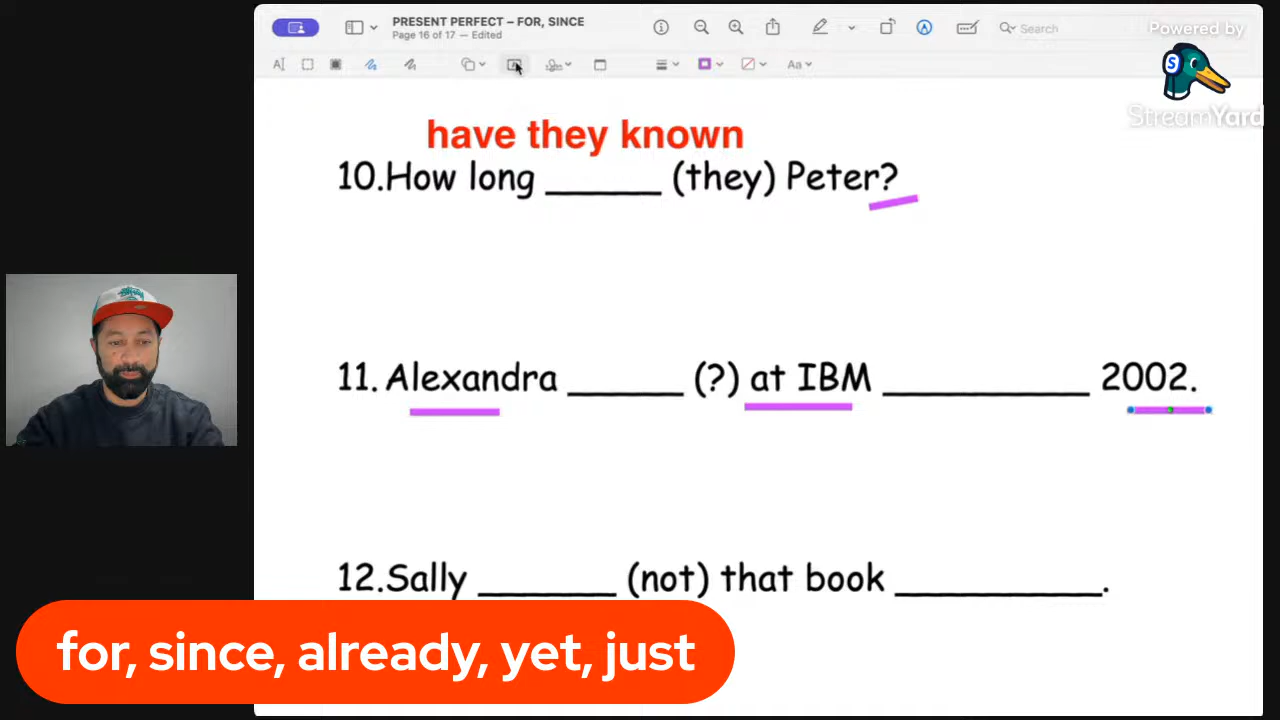 PRESENT PERFECT – FOR, SINCE
Page 16 of 17 — Edited
Search
Powered by
S
StreamYard
A
Aa
have they known
10.How long ______ (they) Peter?
11. Alexandra ______ (?) at IBM __________ 2002.
12.Sally _______ (not) that book __________.
for, since, already, yet, just